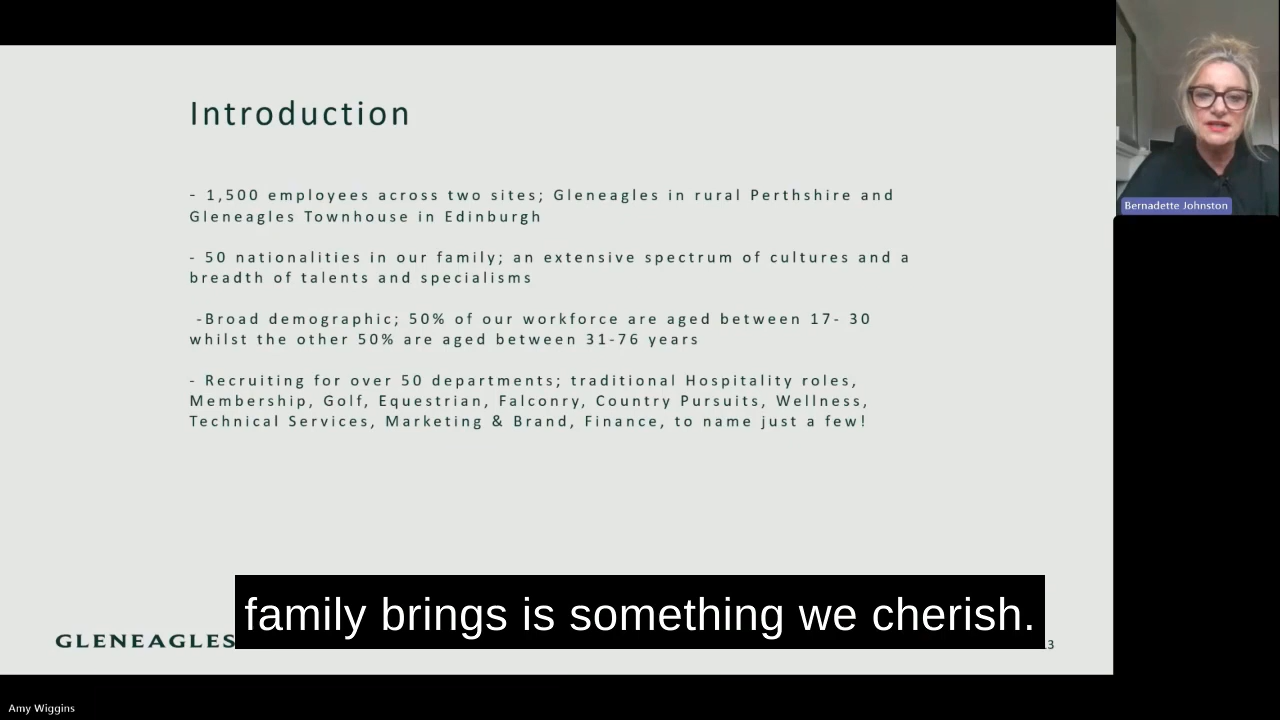 Introduction
- 1,500 employees across two sites; Gleneagles in rural Perthshire and
Gleneagles Townhouse in Edinburgh
- 50 nationalities in our family; an extensive spectrum of cultures and a
breadth of talents and specialisms
-Broad demographic; 50% of our workforce are aged between 17- 30
whilst the other 50% are aged between 31-76 years
- Recruiting for over 50 departments; traditional Hospitality roles,
Membership, Golf, Equestrian, Falconry, Country Pursuits, Wellness,
Technical Services, Marketing & Brand, Finance, to name just a few!
Bernadette Johnston
family brings is something we cherish.
GLENEAGLES
Amy Wiggins